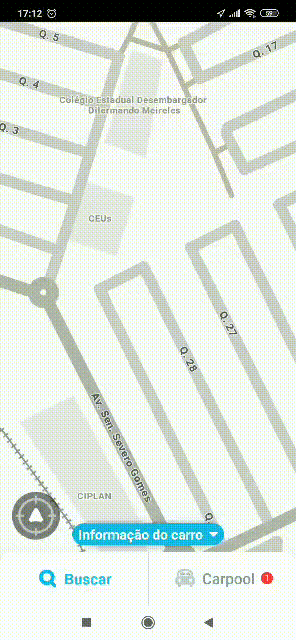 17:12
59
Q. 5
Q. 17
Q. 4
Colégio Estadual Desembargador
Dilermando Meireles
Q. 3
CEUs
Q. 27
Q. 28
Av. Sen. Severo Gomes
CIPLAN
Q
Informação do carro
Buscar
Carpool
1